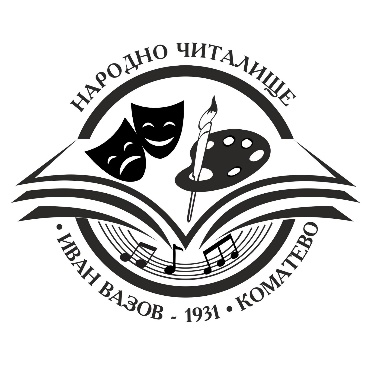 НАРОДНО ЧИТАЛИЩЕ
• ИВАН ВАЗОВ - 1931 • КОМАТЕВО